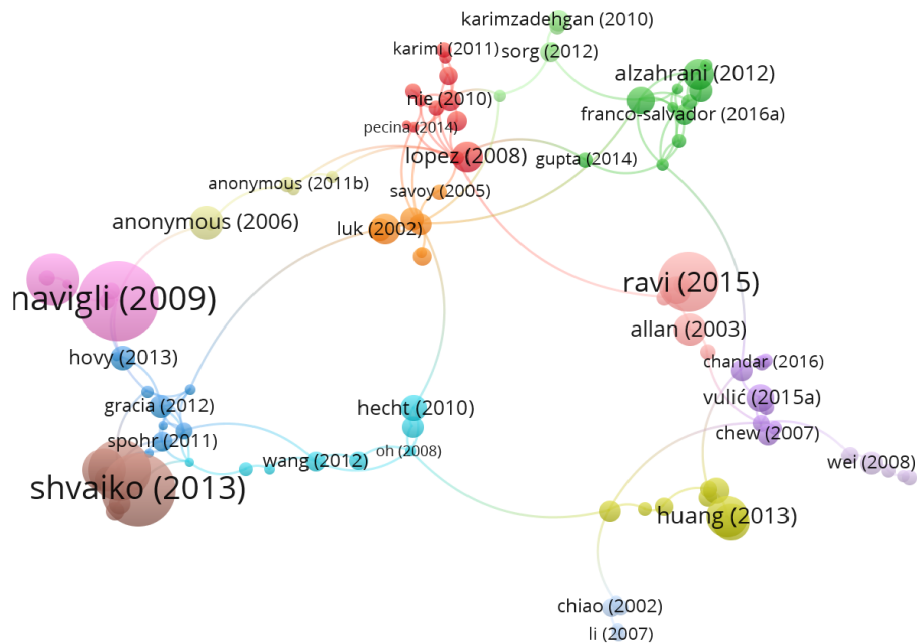 karimzadehgan (2010)
karimi (2011)
sorg (2012)
alzahrani (2012)
nie (2010)
franco-salvador (2016a)
pecina (2014)
lopez (2008)
gupta (2014)
anonymous (2011b)
savoy (2005)
anonymous (2006)
luk (2002)
navigli (2009)
ravi (2015)
allan (2003)
hovy (2013)
chandar (2016)
gracia (2012)
hecht (2010)
vulić (2015a)
spohr (2011)
chew (2007)
oh (2008)
wang (2012)
wei (2008)
shvaiko (2013)
huang (2013)
chiao (2002)
li (2007)